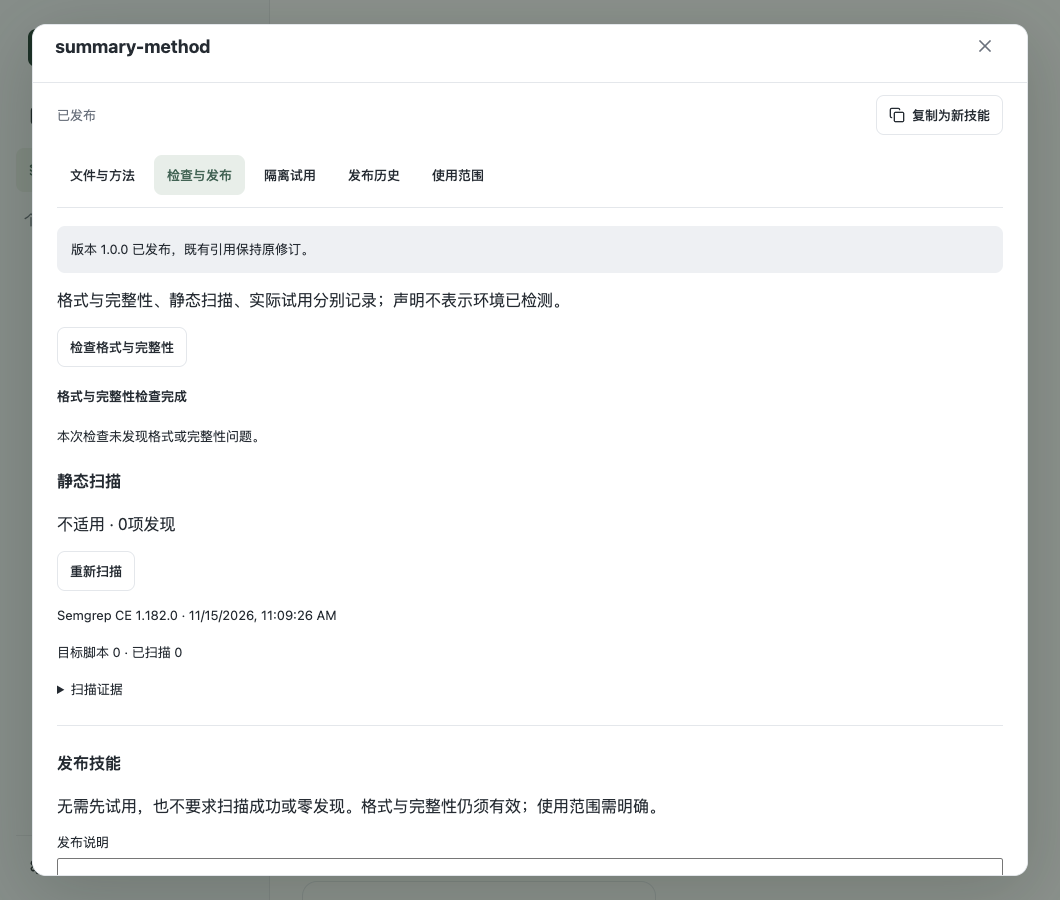 summary-method
已发布
复制为新技能
文件与方法
检查与发布
隔离试用
发布历史
使用范围
版本 1.0.0 已发布，既有引用保持原修订。
格式与完整性、静态扫描、实际试用分别记录；声明不表示环境已检测。
检查格式与完整性
格式与完整性检查完成
本次检查未发现格式或完整性问题。
静态扫描
不适用 · 0项发现
重新扫描
Semgrep CE 1.182.0 · 11/15/2026, 11:09:26 AM
目标脚本 0 · 已扫描 0
扫描证据
发布技能
无需先试用，也不要求扫描成功或零发现。格式与完整性仍须有效；使用范围需明确。
发布说明